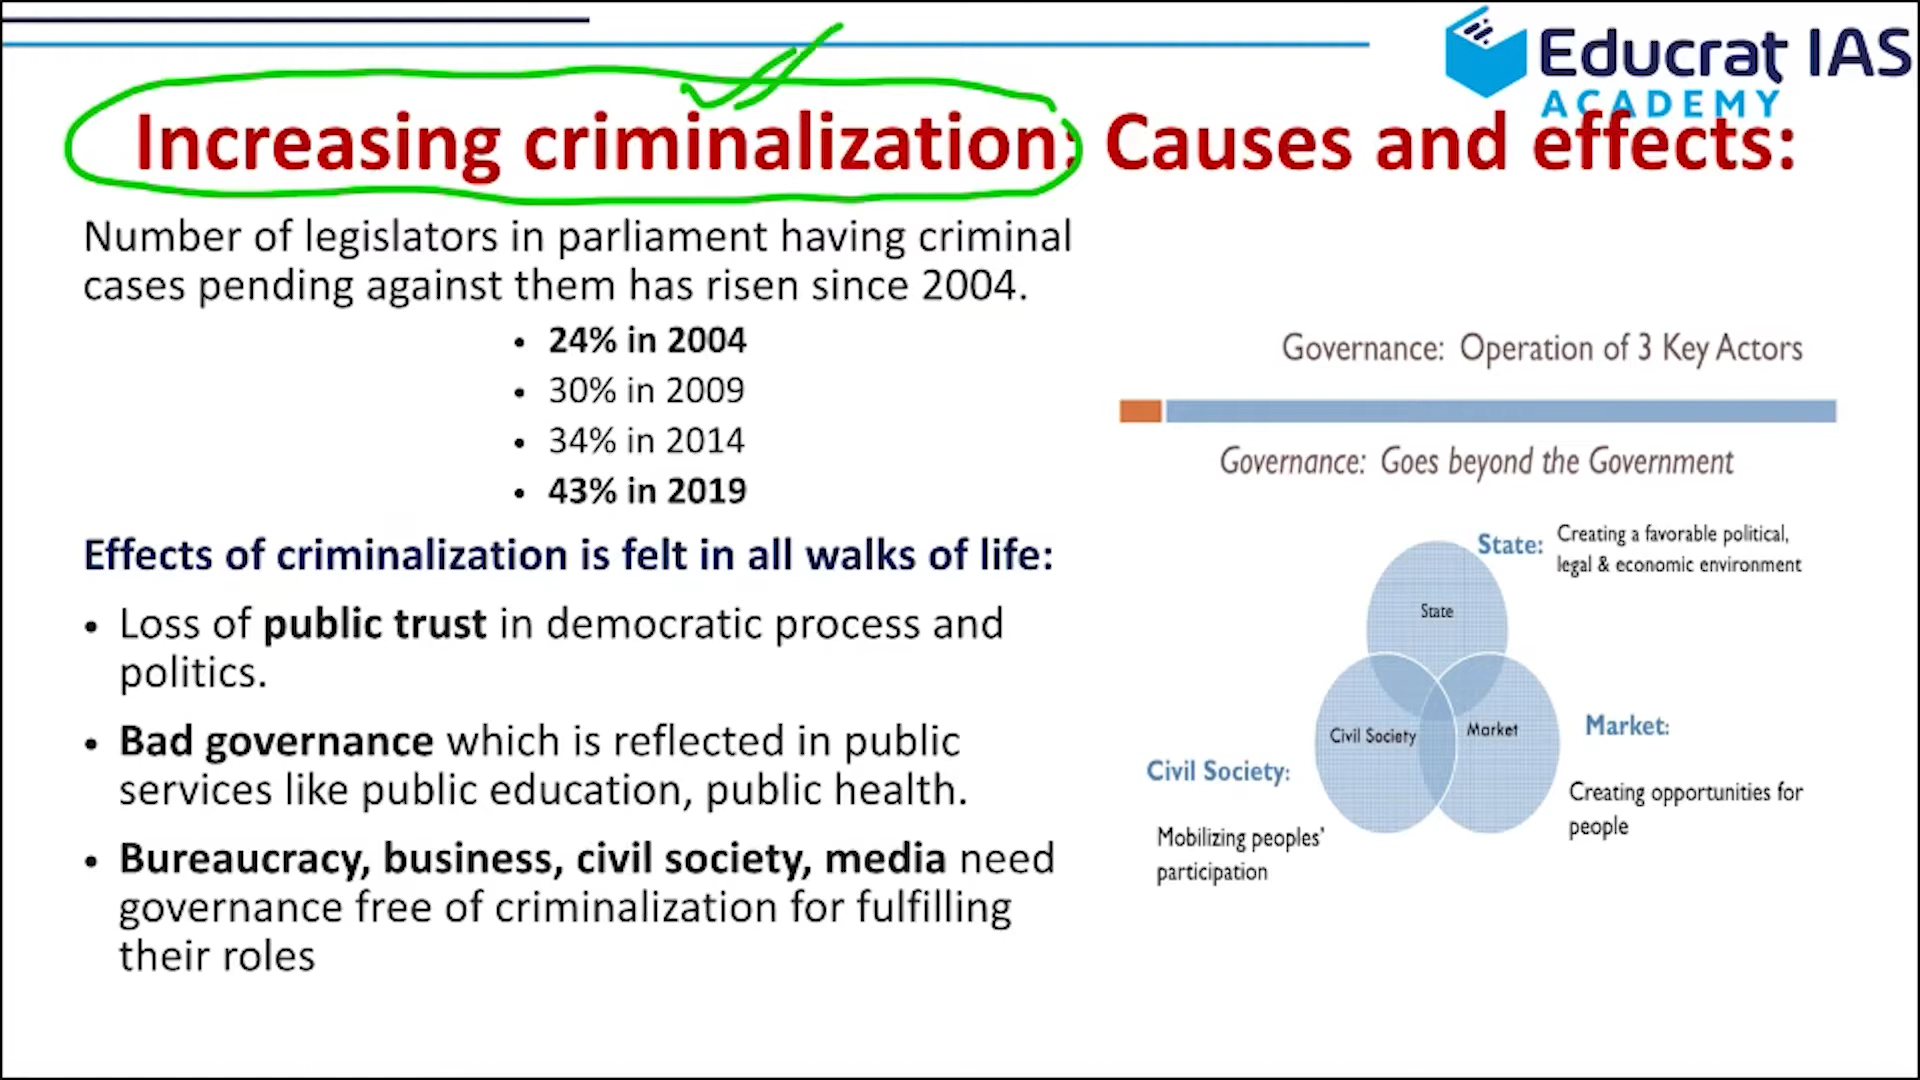 Educrat IAS
ACADEMY
Increasing criminalization: Causes and effects:
Number of legislators in parliament having criminal
cases pending against them has risen since 2004.
• 24% in 2004
• 30% in 2009
• 34% in 2014
• 43% in 2019
Effects of criminalization is felt in all walks of life:
• Loss of public trust in democratic process and
politics.
• Bad governance which is reflected in public
services like public education, public health.
• Bureaucracy, business, civil society, media need
governance free of criminalization for fulfilling
their roles
Governance: Operation of 3 Key Actors
Governance: Goes beyond the Government
State: Creating a favorable political,
legal & economic environment
State
Civil Society
Market
Market:
Creating opportunities for
people
Civil Society:
Mobilizing peoples'
participation